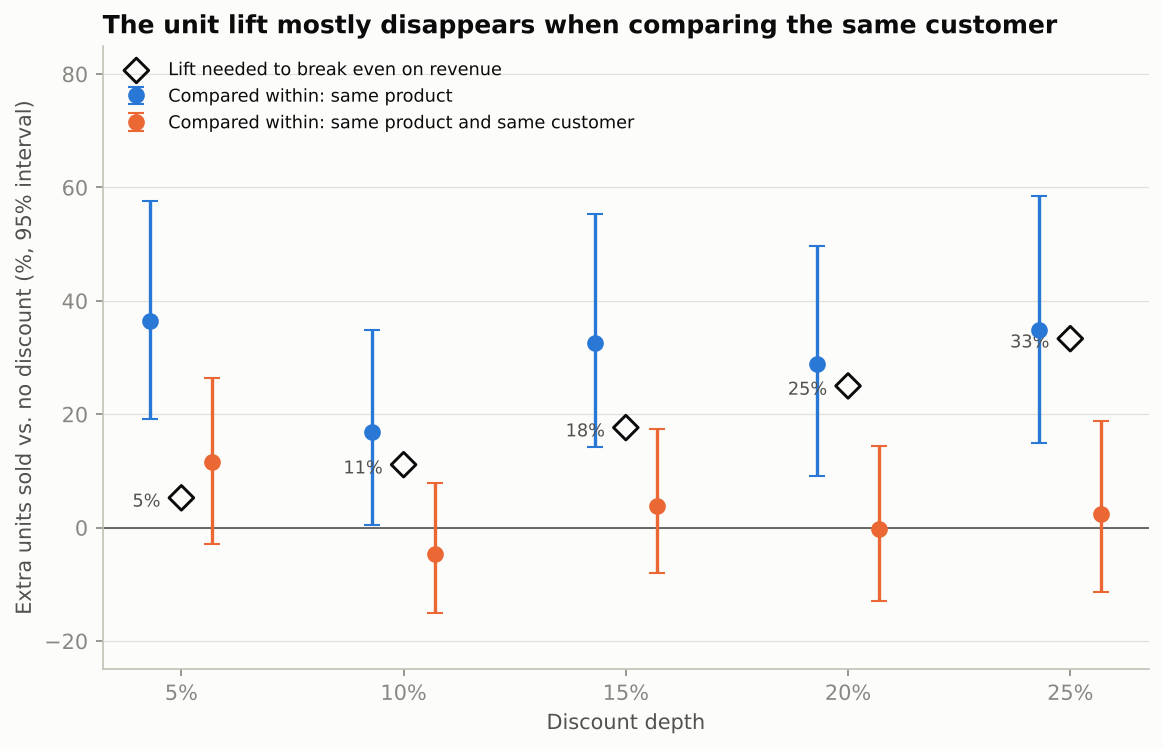 The unit lift mostly disappears when comparing the same customer
Lift needed to break even on revenue
Compared within: same product
Compared within: same product and same customer
Extra units sold vs. no discount (%, 95% interval)
80
60
40
20
0
−20
5%
11%
18%
25%
33%
5%
10%
15%
20%
25%
Discount depth